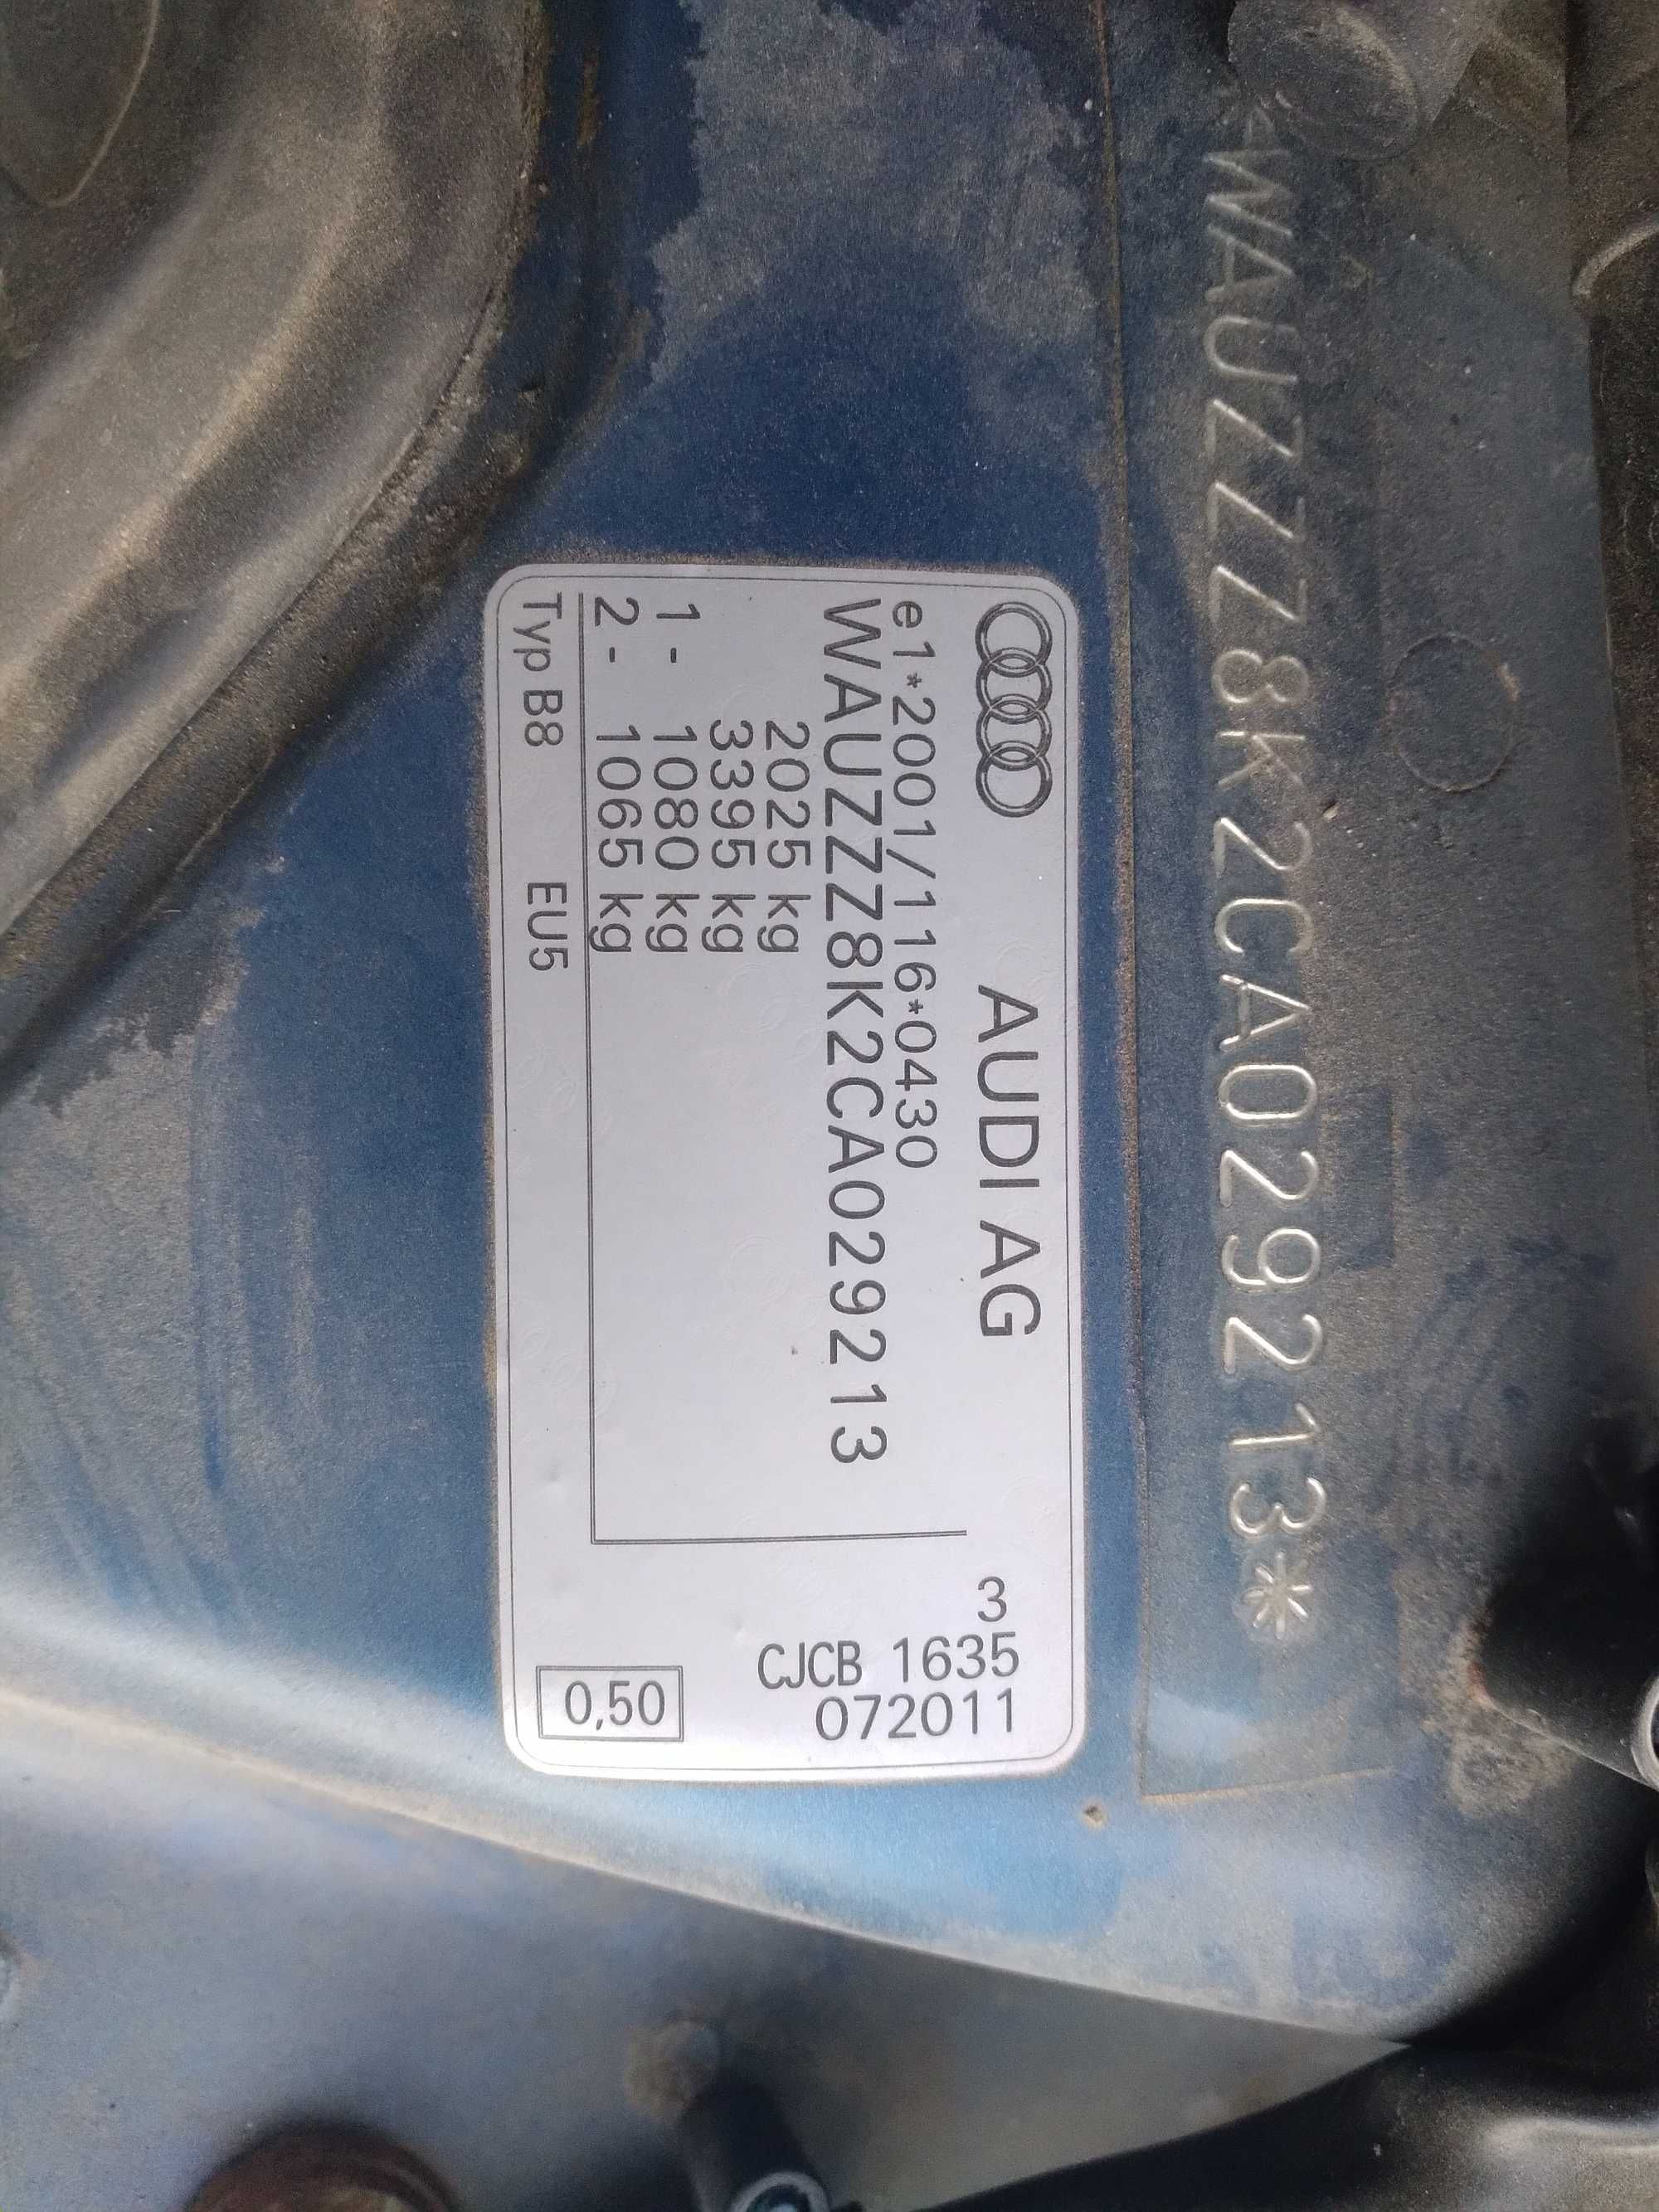 *WAUZZZ8K2CA029213*
AUDI AG
e1*2001/116*0430
WAUZZZ8K2CA029213
2025 kg
3395 kg
1 - 1080 kg
2 - 1065 kg
Typ B8 EU5
3
CJCB 1635
072011
0,50